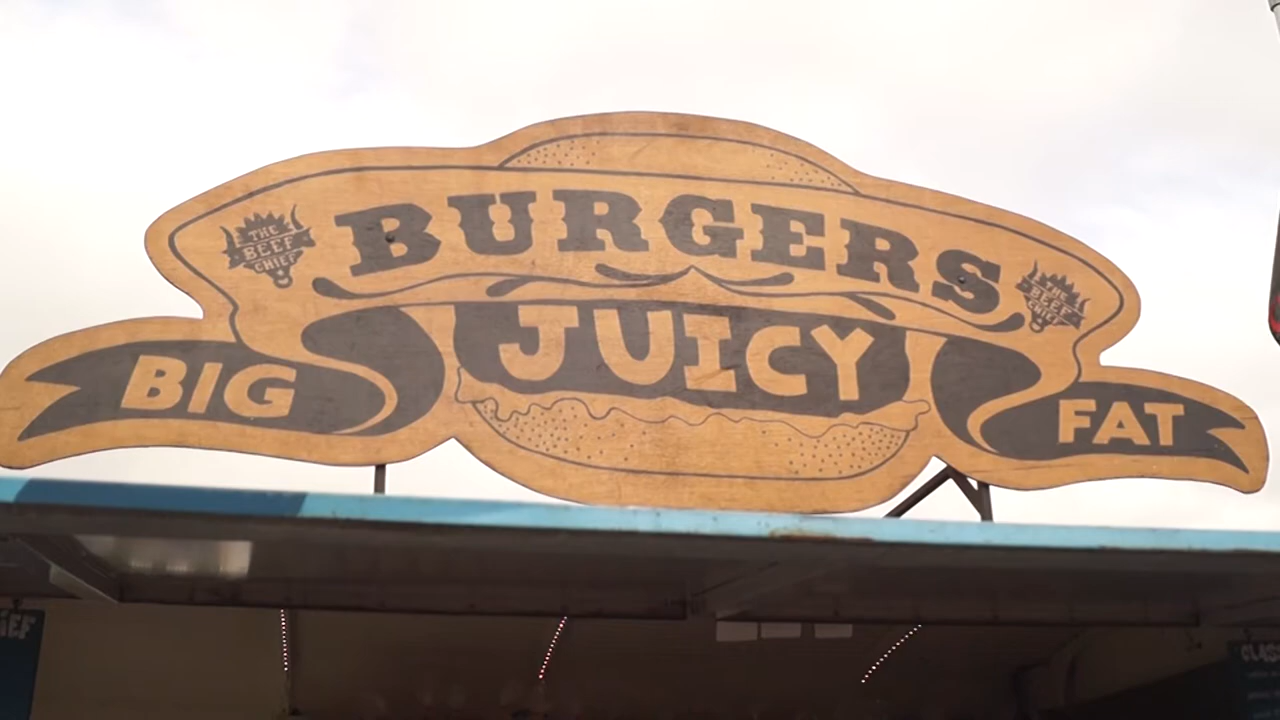 BURGERS
THE
BEEF
CHIEF
THE
BEEF
CHIEF
BIG
JUICY
FAT